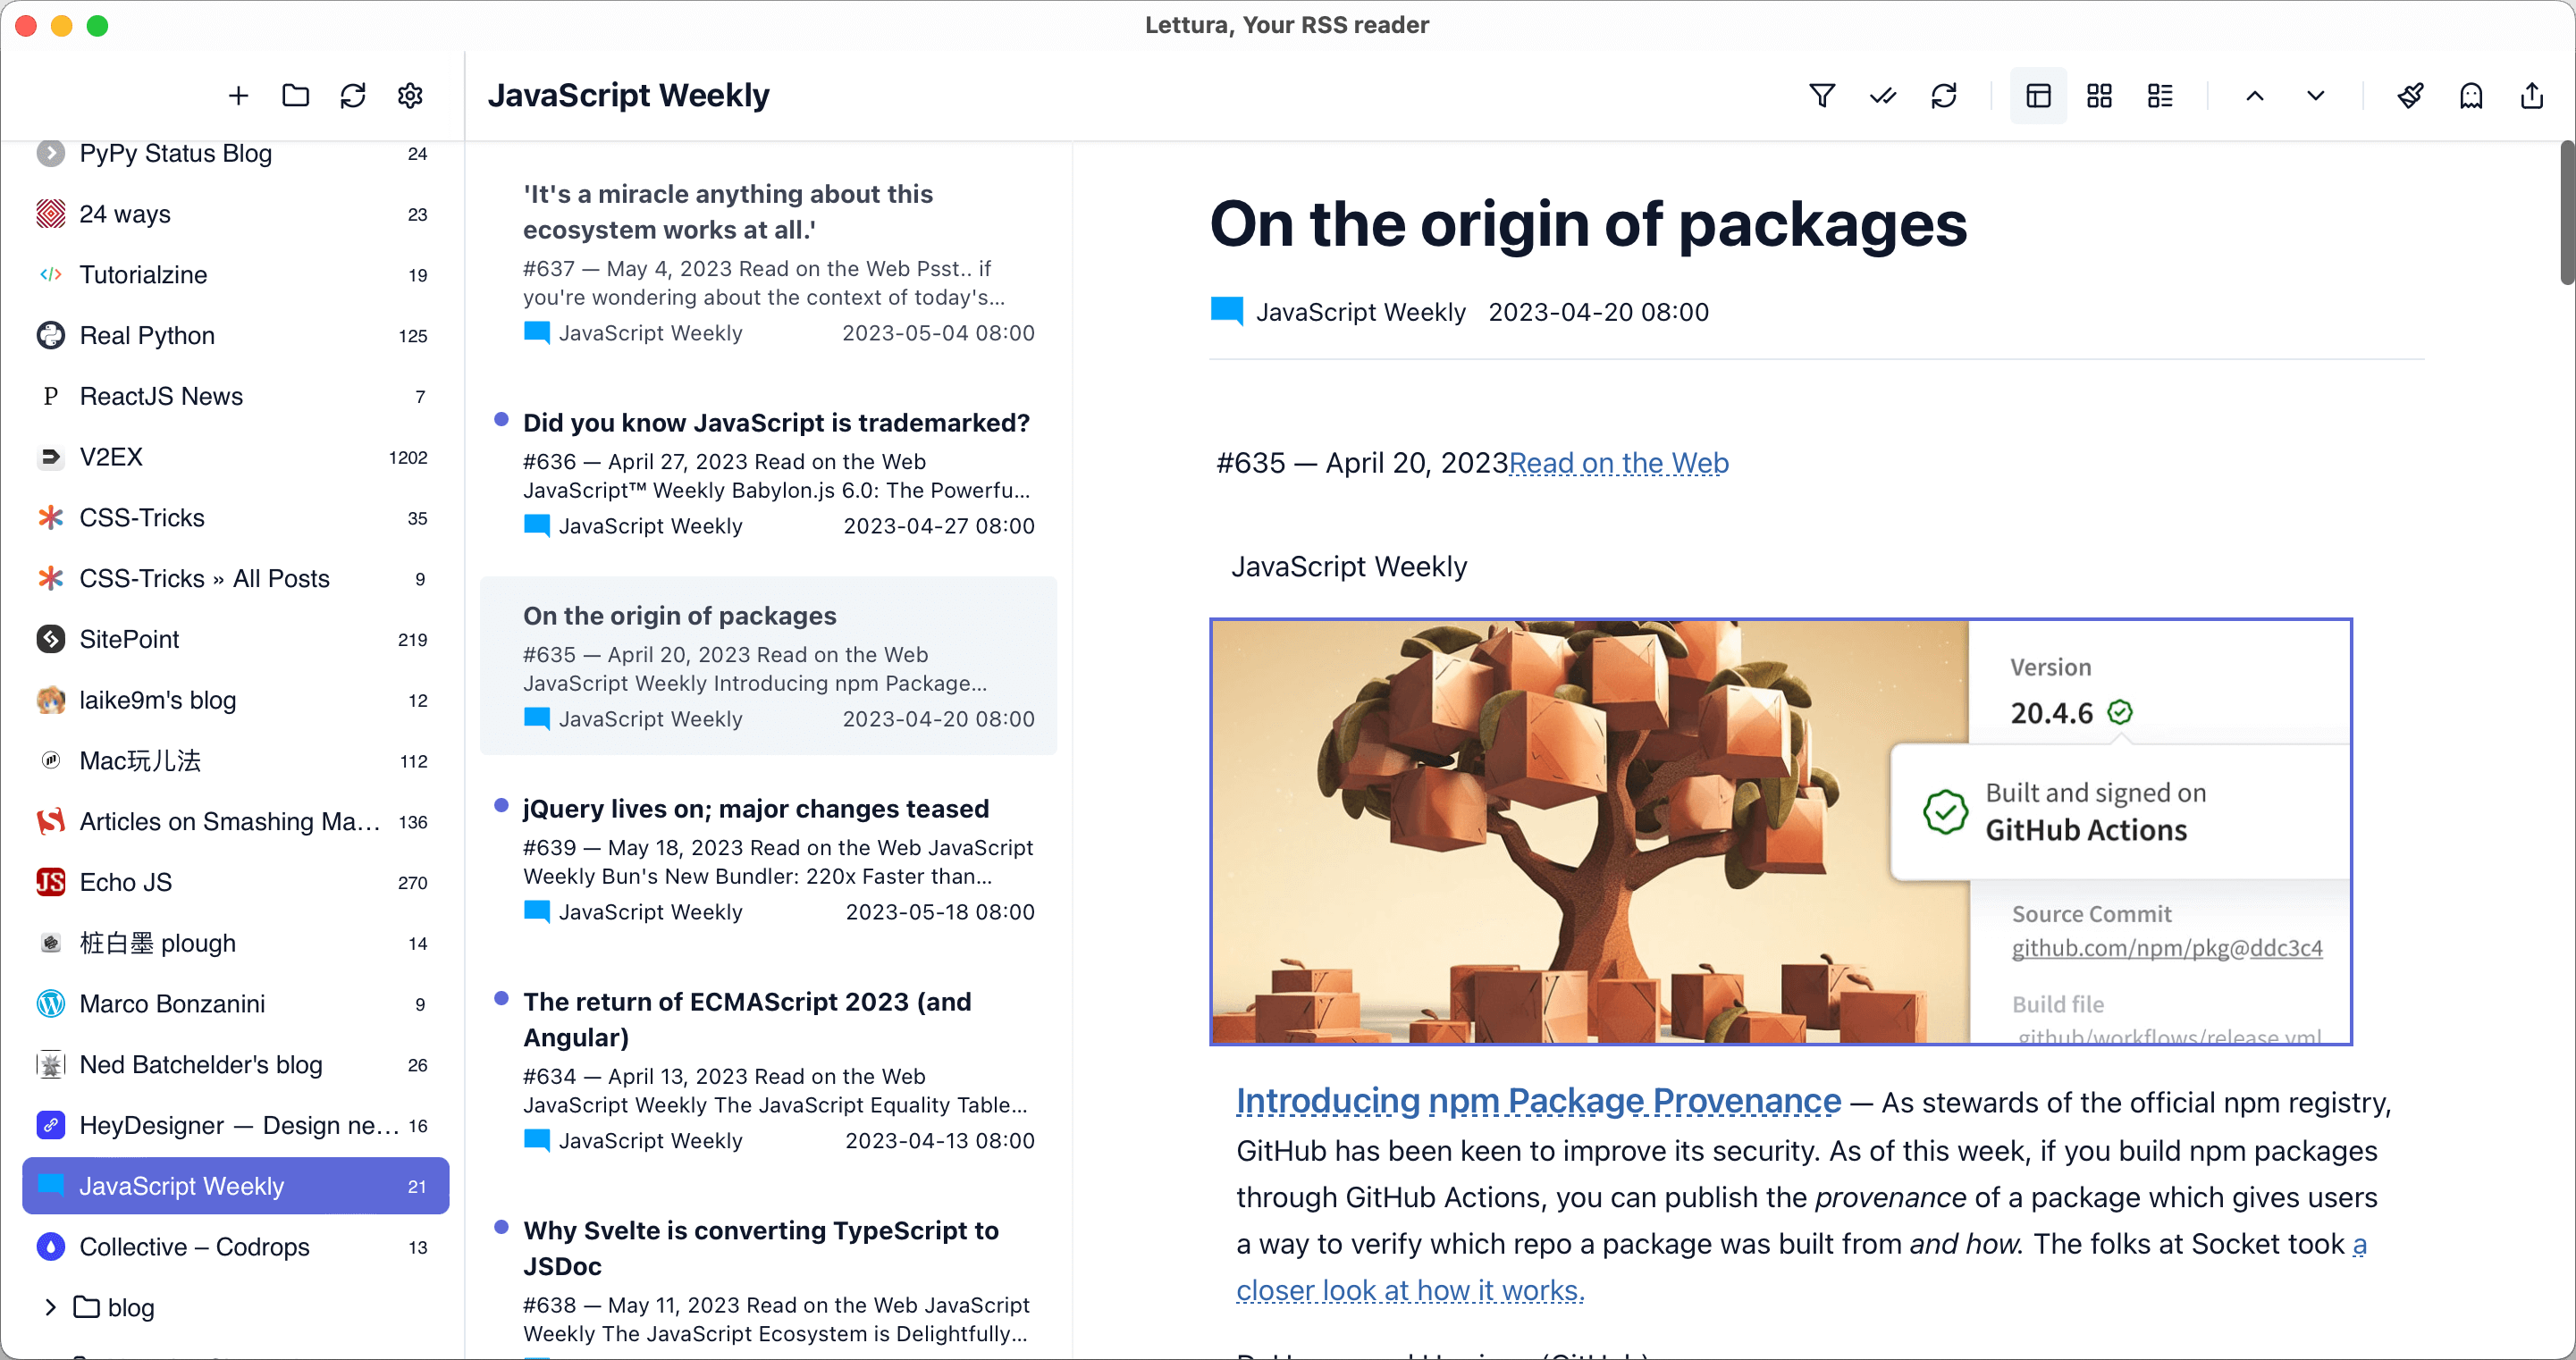 Lettura, Your RSS reader
JavaScript Weekly
PyPy Status Blog 24
24 ways 23
Tutorialzine 19
Real Python 125
P ReactJS News 7
V2EX 1202
CSS-Tricks 35
CSS-Tricks » All Posts 9
SitePoint 219
laike9m's blog 12
Mac玩儿法 112
Articles on Smashing Ma... 136
JS Echo JS 270
桩白墨 plough 14
Marco Bonzanini 9
Ned Batchelder's blog 26
HeyDesigner — Design ne... 16
JavaScript Weekly 21
Collective – Codrops 13
blog
'It's a miracle anything about this
ecosystem works at all.'
#637 — May 4, 2023 Read on the Web Psst.. if
you're wondering about the context of today's...
JavaScript Weekly 2023-05-04 08:00
Did you know JavaScript is trademarked?
#636 — April 27, 2023 Read on the Web
JavaScript™ Weekly Babylon.js 6.0: The Powerfu...
JavaScript Weekly 2023-04-27 08:00
On the origin of packages
#635 — April 20, 2023 Read on the Web
JavaScript Weekly Introducing npm Package...
JavaScript Weekly 2023-04-20 08:00
jQuery lives on; major changes teased
#639 — May 18, 2023 Read on the Web JavaScript
Weekly Bun's New Bundler: 220x Faster than...
JavaScript Weekly 2023-05-18 08:00
The return of ECMAScript 2023 (and
Angular)
#634 — April 13, 2023 Read on the Web
JavaScript Weekly The JavaScript Equality Table...
JavaScript Weekly 2023-04-13 08:00
Why Svelte is converting TypeScript to
JSDoc
#638 — May 11, 2023 Read on the Web JavaScript
Weekly The JavaScript Ecosystem is Delightfully...
On the origin of packages
JavaScript Weekly 2023-04-20 08:00
#635 — April 20, 2023Read on the Web
JavaScript Weekly
Version
20.4.6
Built and signed on
GitHub Actions
Source Commit
github.com/npm/pkg@ddc3c4
Build file
github/workflows/release.yml
Introducing npm Package Provenance — As stewards of the official npm registry,
GitHub has been keen to improve its security. As of this week, if you build npm packages
through GitHub Actions, you can publish the provenance of a package which gives users
a way to verify which repo a package was built from and how. The folks at Socket took a
closer look at how it works.